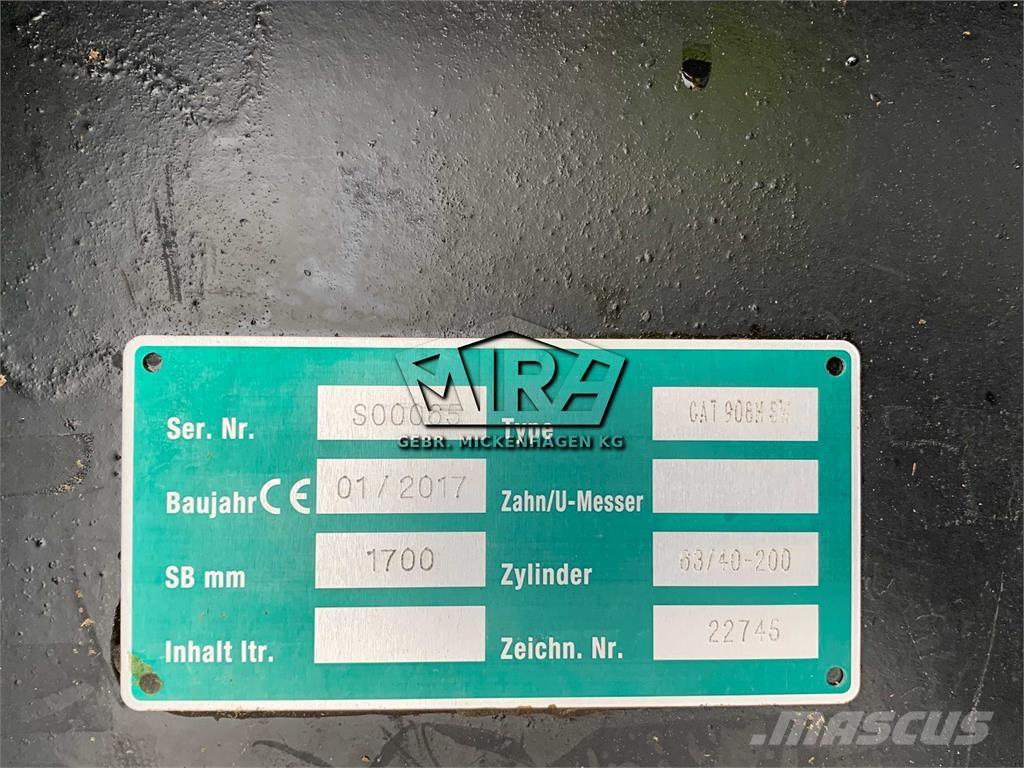 MIRA
GEBR. MICKENHAGEN KG
Ser. Nr. S00065 Type CAT 908H SW
Baujahr CE 01/2017 Zahn/U-Messer
SB mm 1700 Zylinder 63/40-200
Inhalt ltr. Zeichn. Nr. 22745
MASCUS